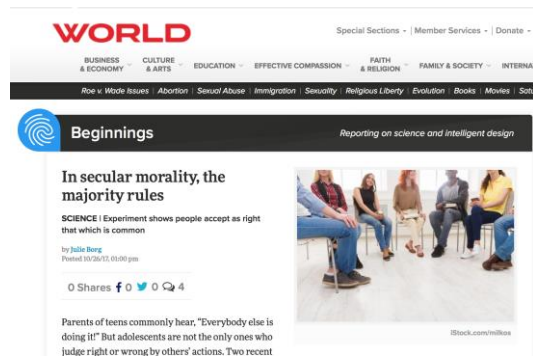 WORLD
Special Sections - | Member Services - | Donate -
BUSINESS & ECONOMY
CULTURE & ARTS
EDUCATION
EFFECTIVE COMPASSION
FAITH & RELIGION
FAMILY & SOCIETY
INTERNA
Roe v. Wade Issues | Abortion | Sexual Abuse | Immigration | Sexuality | Religious Liberty | Evolution | Books | Movies | Satu
Beginnings
Reporting on science and intelligent design
In secular morality, the
majority rules
SCIENCE | Experiment shows people accept as right
that which is common
by Julie Borg
Posted 10/26/17, 01:00 pm
0 Shares f 0 0 4
iStock.com/milkos
Parents of teens commonly hear, “Everybody else is
doing it!” But adolescents are not the only ones who
judge right or wrong by others’ actions. Two recent